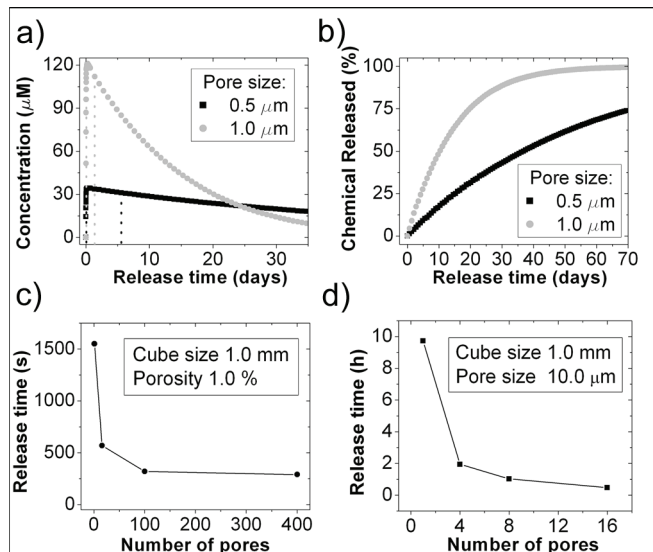 a)
120
90
60
30
0
Concentration (μM)
Pore size:
0.5 μm
1.0 μm
0 10 20 30
Release time (days)
b)
100
75
50
25
0
Chemical Released (%)
Pore size:
0.5 μm
1.0 μm
0 10 20 30 40 50 60 70
Release time (days)
c)
1500
1000
500
0
Release time (s)
Cube size 1.0 mm
Porosity 1.0 %
0 100 200 300 400
Number of pores
d)
10
8
6
4
2
0
Release time (h)
Cube size 1.0 mm
Pore size 10.0 μm
0 4 8 12 16
Number of pores